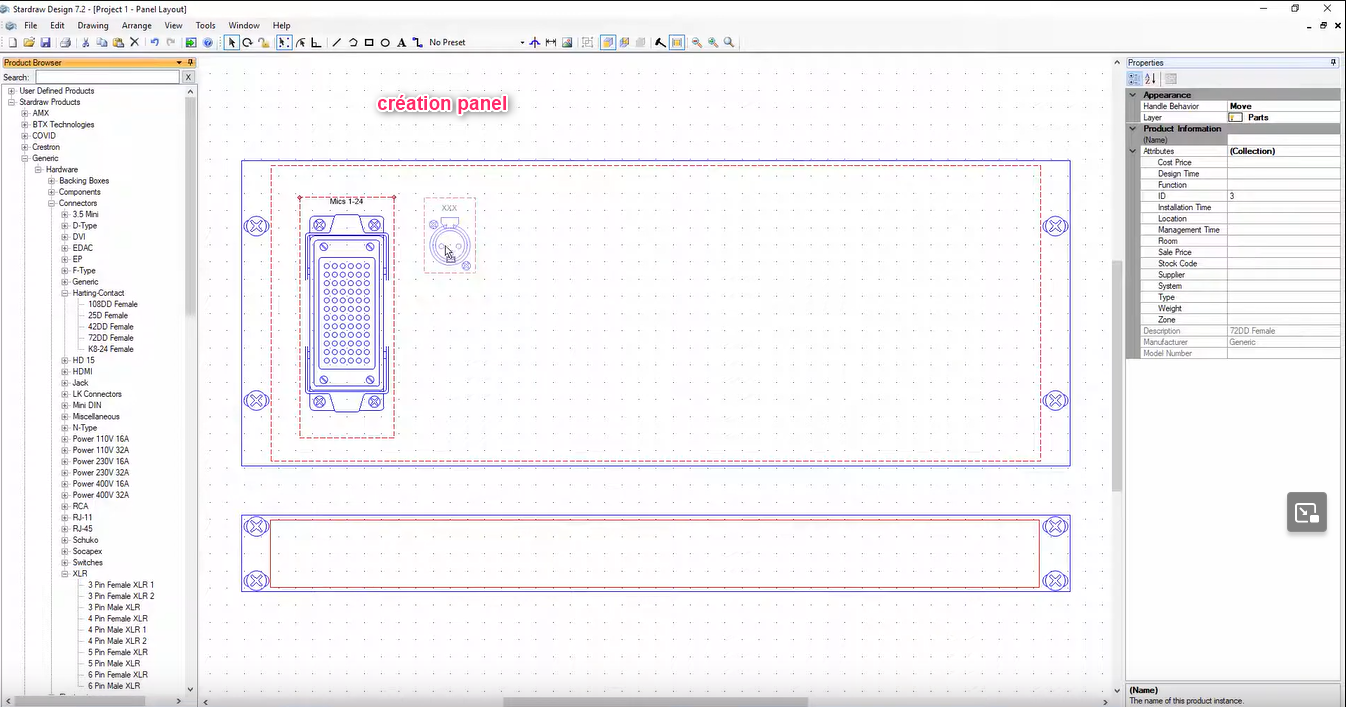 Stardraw Design 7.2 - [Project 1 - Panel Layout]
File Edit Drawing Arrange View Tools Window Help
No Preset
Product Browser
Search:
X
User Defined Products
Stardraw Products
AMX
BTX Technologies
COVID
Crestron
Generic
Hardware
Backing Boxes
Components
Connectors
3.5 Mini
D-Type
DVI
EDAC
EP
F-Type
Generic
Harting-Contact
108DD Female
25D Female
42DD Female
72DD Female
K8-24 Female
HD 15
HDMI
Jack
LK Connectors
Mini DIN
Miscellaneous
N-Type
Power 110V 16A
Power 110V 32A
Power 230V 16A
Power 230V 32A
Power 400V 16A
Power 400V 32A
RCA
RJ-11
RJ-45
Schuko
Socapex
Switches
XLR
3 Pin Female XLR 1
3 Pin Female XLR 2
3 Pin Male XLR
4 Pin Female XLR
4 Pin Male XLR 1
4 Pin Male XLR 2
5 Pin Female XLR
5 Pin Male XLR
6 Pin Female XLR
6 Pin Male XLR
création panel
Mics 1-24
XXX
Properties
Appearance
Handle Behavior Move
Layer Parts
Product Information
(Name)
Attributes (Collection)
Cost Price
Design Time
Function
ID 3
Installation Time
Location
Management Time
Room
Sale Price
Stock Code
Supplier
System
Type
Weight
Zone
Description 72DD Female
Manufacturer Generic
Model Number
(Name)
The name of this product instance.